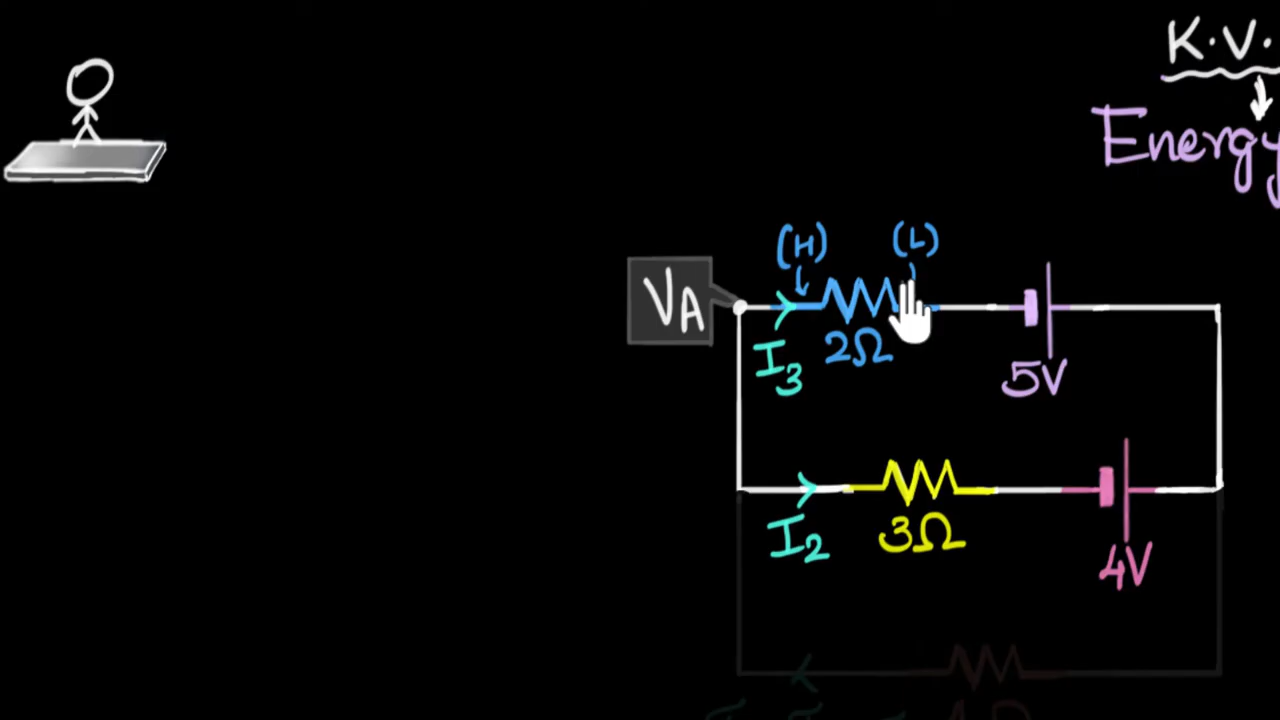 K.V.
Energy
(H) (L)
VA
I3 2Ω 5V
I2 3Ω 4V